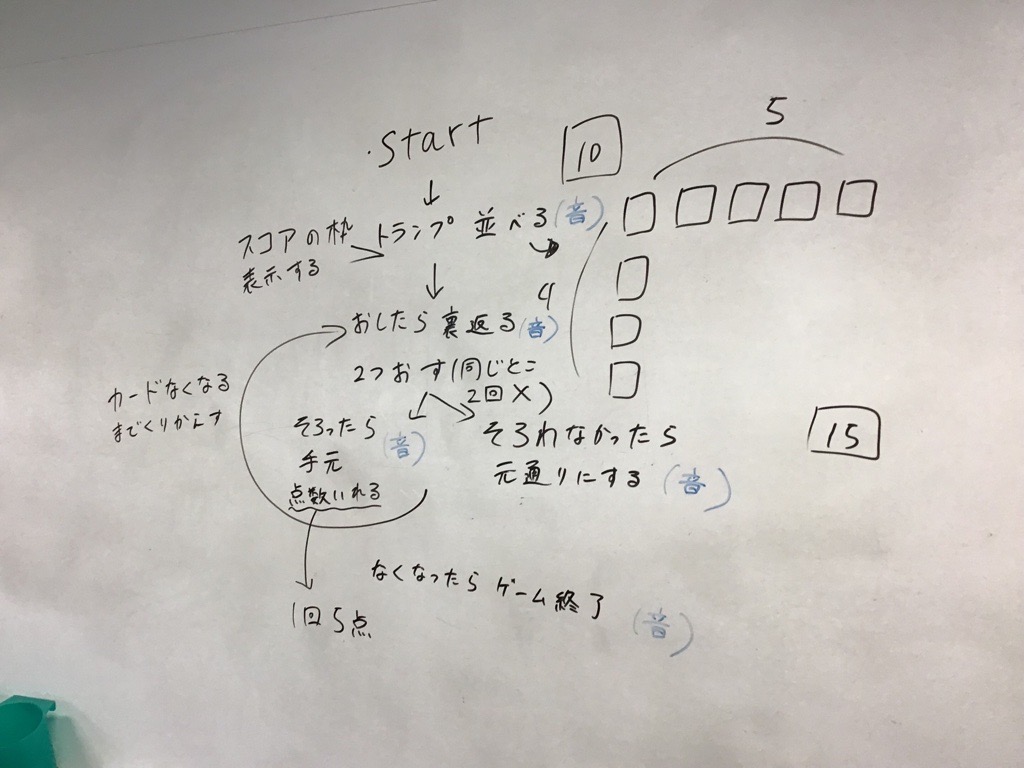 ・start
10
5
スコアの枠
表示する
トランプ 並べる(音)
4
おしたら裏返る(音)
2つおす(同じとこ
2回×)
カードなくなる
までくりかえす
そろったら
(音)
手元
点数いれる
そろわなかったら
元通りにする (音)
15
1回5点
なくなったらゲーム終了
(音)